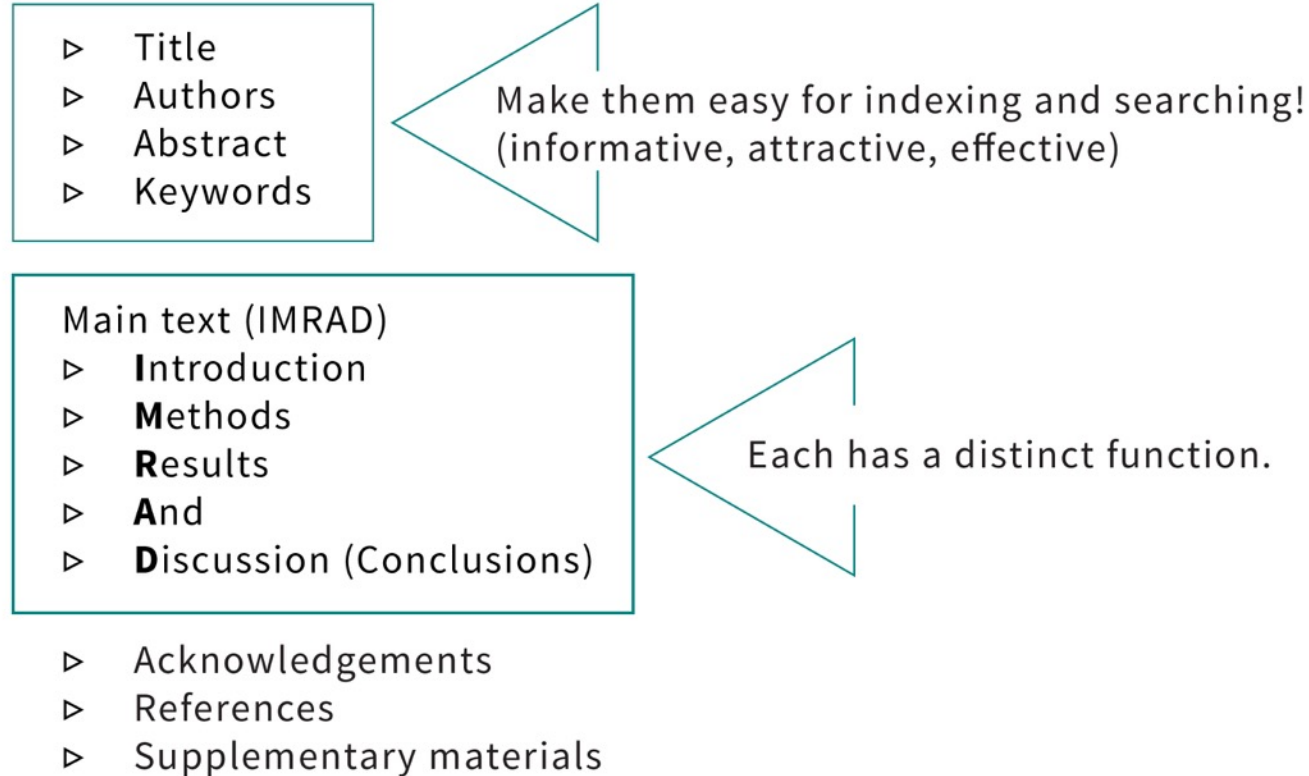 ▷ Title
▷ Authors
▷ Abstract
▷ Keywords
Make them easy for indexing and searching!
(informative, attractive, effective)
Main text (IMRAD)
▷ Introduction
▷ Methods
▷ Results
▷ And
▷ Discussion (Conclusions)
Each has a distinct function.
▷ Acknowledgements
▷ References
▷ Supplementary materials